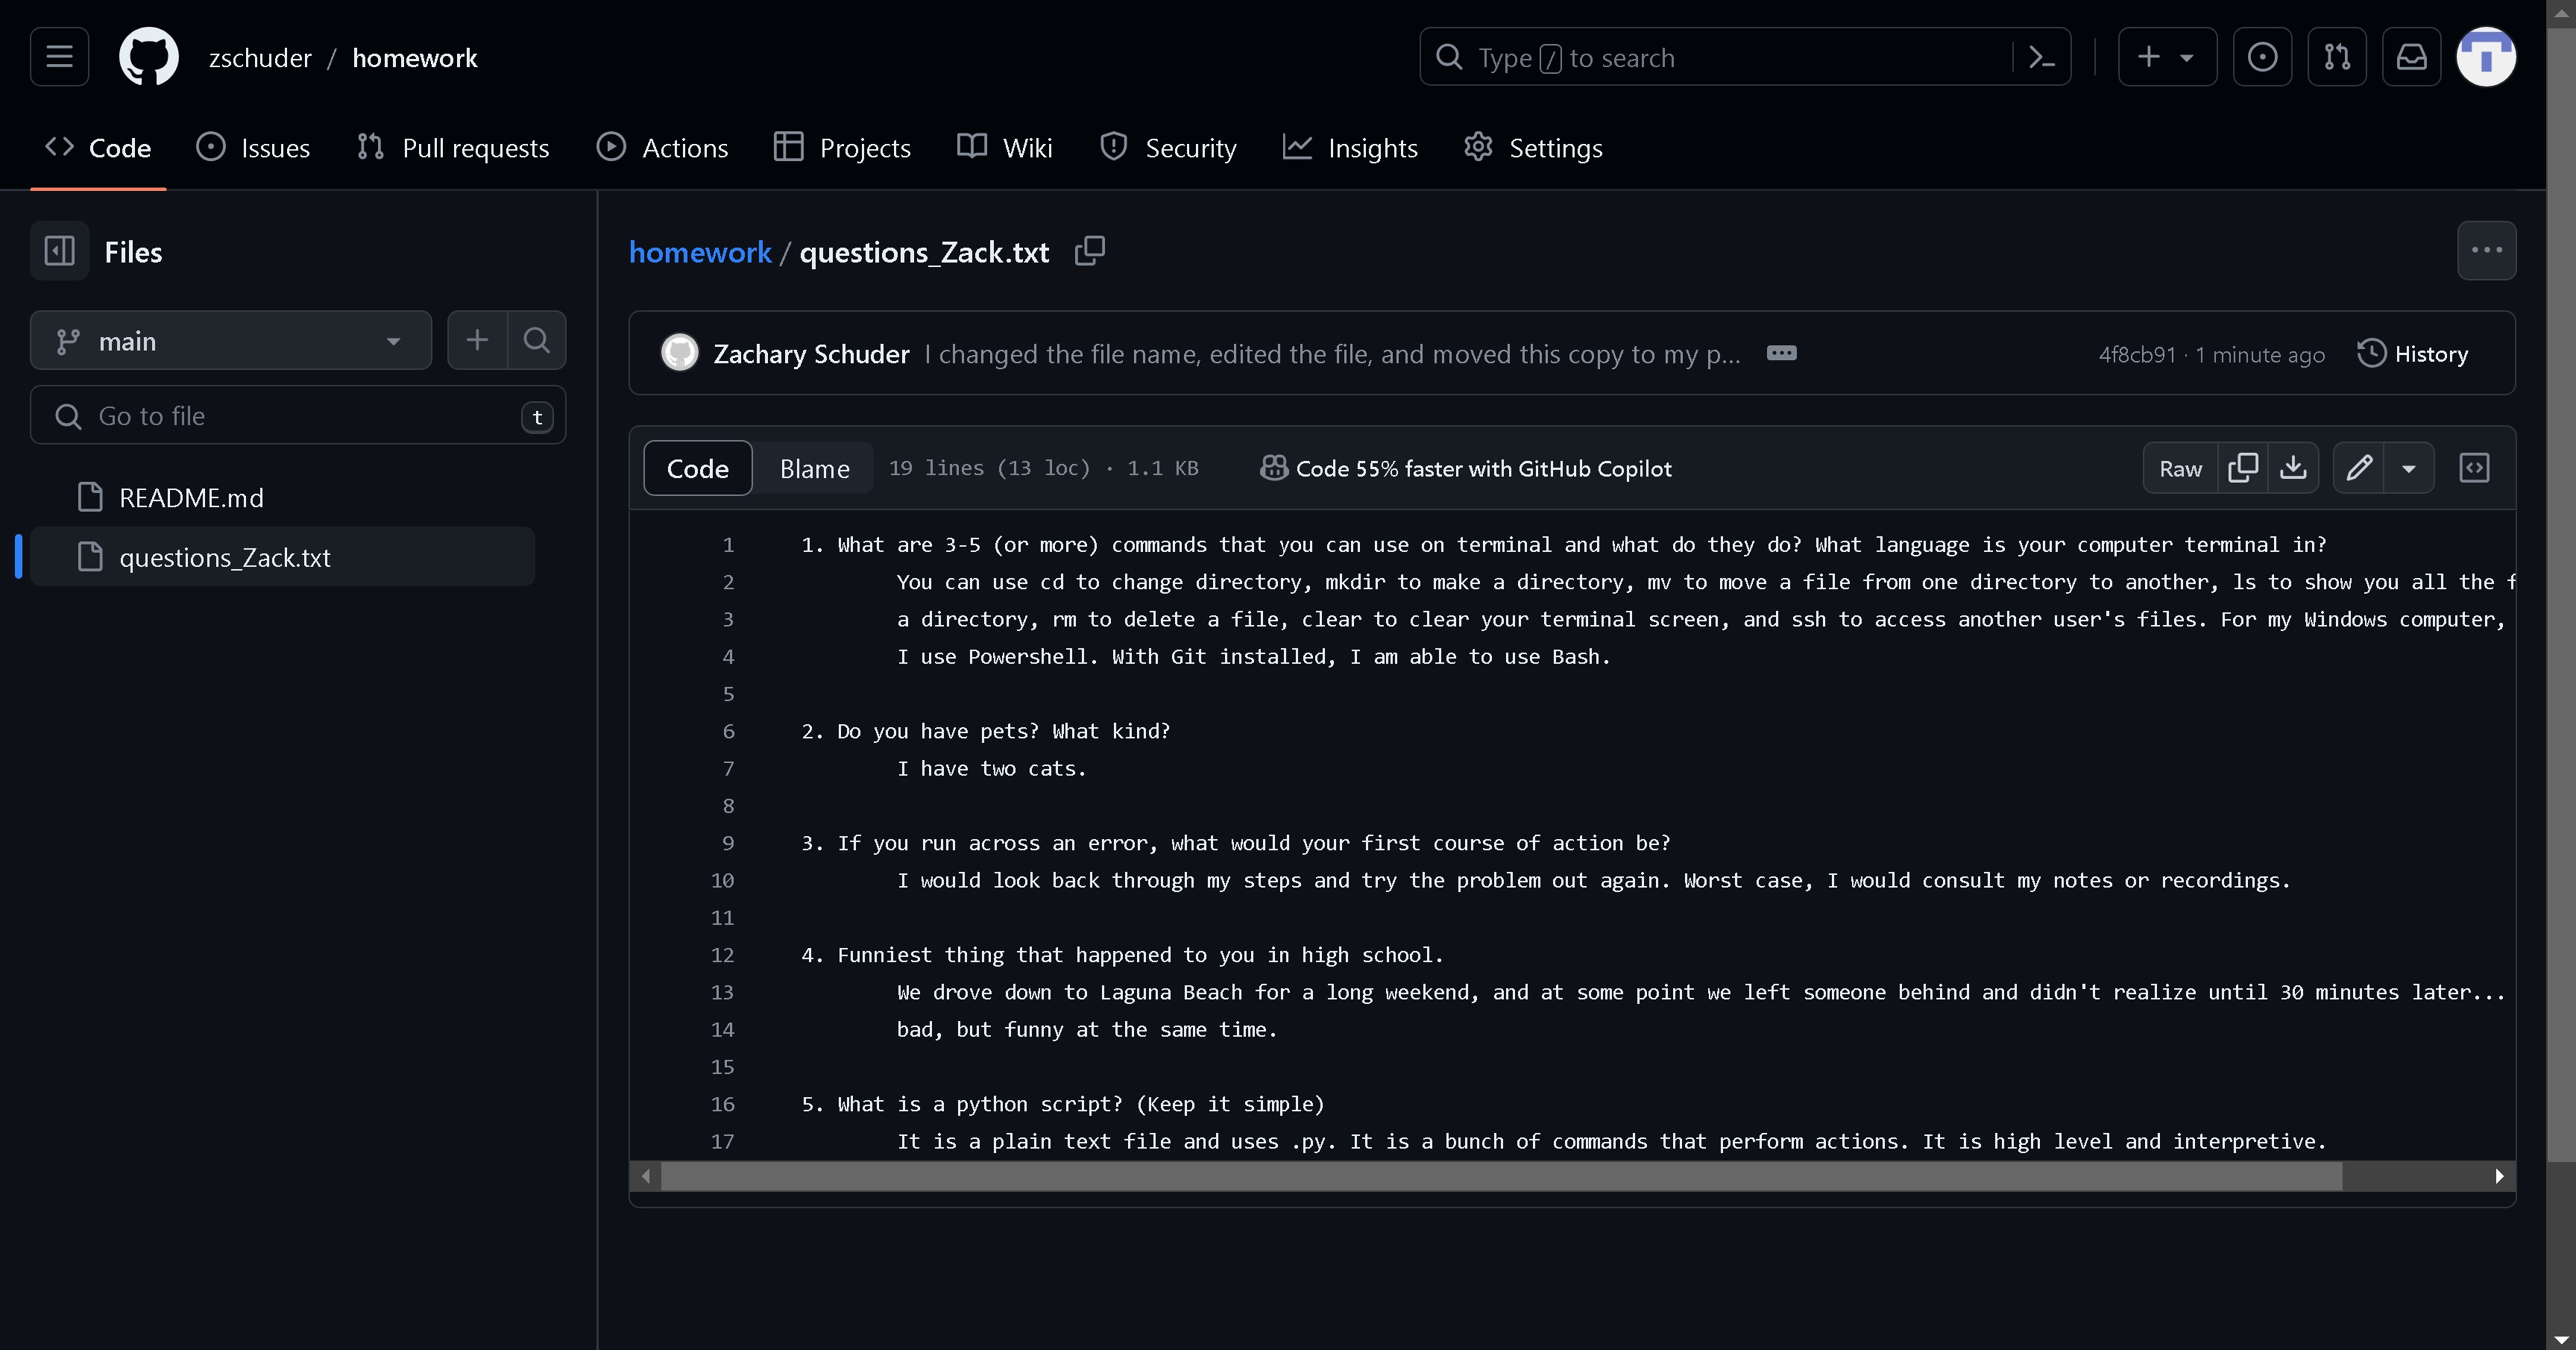 zschuder / homework
Type / to search
Code Issues Pull requests Actions Projects Wiki Security Insights Settings
Files
main
Go to file t
README.md
questions_Zack.txt
homework / questions_Zack.txt
Zachary Schuder I changed the file name, edited the file, and moved this copy to my p... 4f8cb91 · 1 minute ago History
Code Blame 19 lines (13 loc) · 1.1 KB Code 55% faster with GitHub Copilot Raw
1 1. What are 3-5 (or more) commands that you can use on terminal and what do they do? What language is your computer terminal in?
2 You can use cd to change directory, mkdir to make a directory, mv to move a file from one directory to another, ls to show you all the f
3 a directory, rm to delete a file, clear to clear your terminal screen, and ssh to access another user's files. For my Windows computer,
4 I use Powershell. With Git installed, I am able to use Bash.
5
6 2. Do you have pets? What kind?
7 I have two cats.
8
9 3. If you run across an error, what would your first course of action be?
10 I would look back through my steps and try the problem out again. Worst case, I would consult my notes or recordings.
11
12 4. Funniest thing that happened to you in high school.
13 We drove down to Laguna Beach for a long weekend, and at some point we left someone behind and didn't realize until 30 minutes later...
14 bad, but funny at the same time.
15
16 5. What is a python script? (Keep it simple)
17 It is a plain text file and uses .py. It is a bunch of commands that perform actions. It is high level and interpretive.